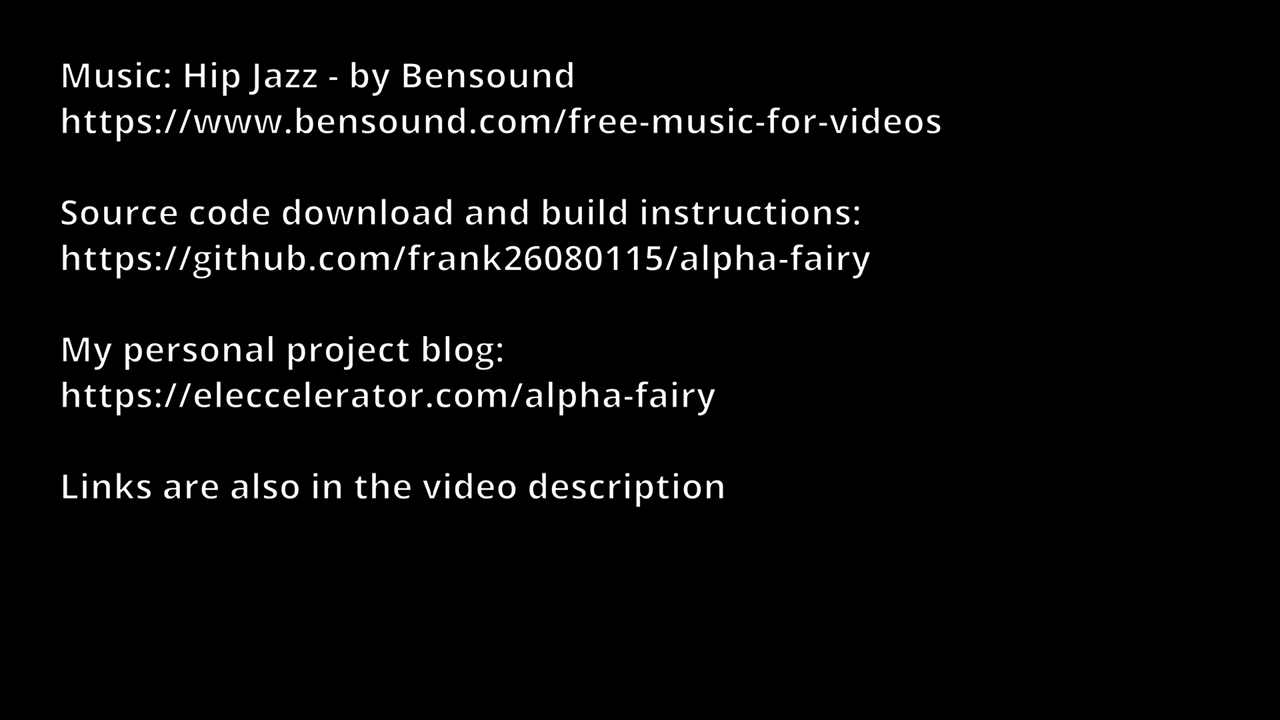 Music: Hip Jazz - by Bensound
https://www.bensound.com/free-music-for-videos
Source code download and build instructions:
https://github.com/frank26080115/alpha-fairy
My personal project blog:
https://eleccelerator.com/alpha-fairy
Links are also in the video description